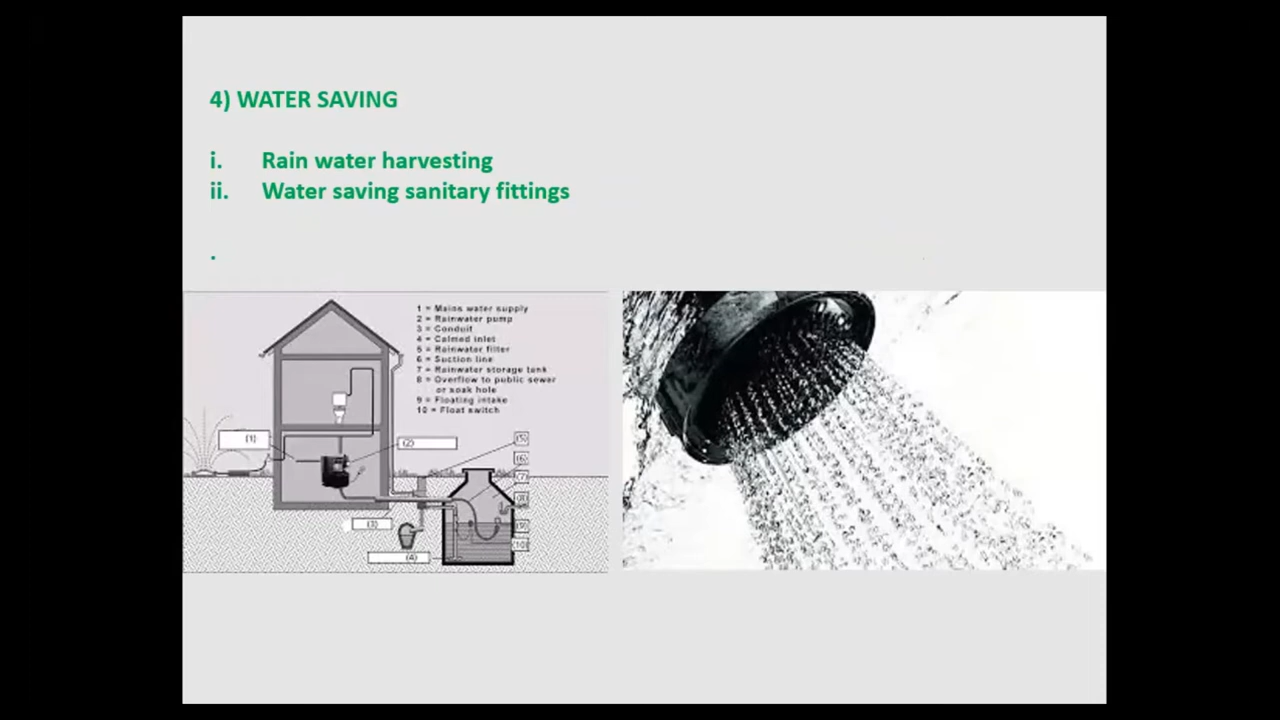 4) WATER SAVING
i. Rain water harvesting
ii. Water saving sanitary fittings
.
1 = Mains water supply
2 = Rainwater pump
3 = Conduit
4 = Calmed inlet
5 = Rainwater filter
6 = Suction line
7 = Rainwater storage tank
8 = Overflow to public sewer
or soak hole
9 = Floating intake
10 = Float switch
(1)
(2)
(5)
(6)
(7)
(8)
(3)
(9)
(10)
(4)